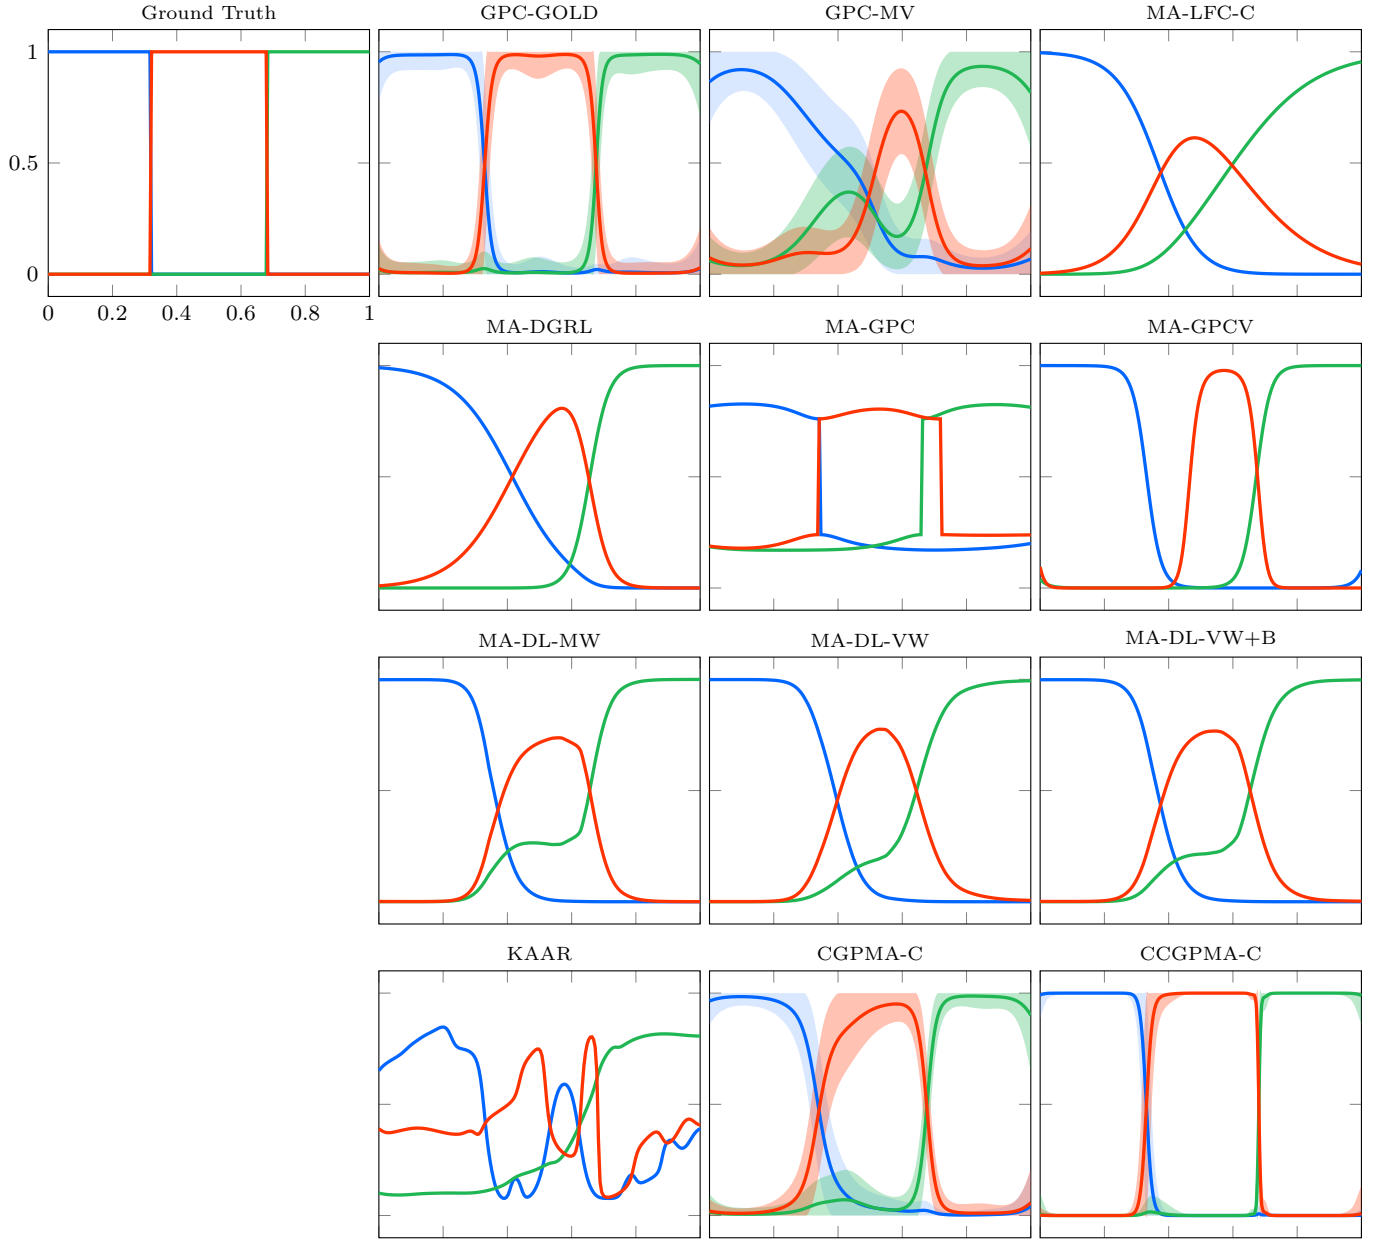 Ground Truth
GPC-GOLD
GPC-MV
MA-LFC-C
1
0.5
0
0 0.2 0.4 0.6 0.8 1
MA-DGRL
MA-GPC
MA-GPCV
MA-DL-MW
MA-DL-VW
MA-DL-VW+B
KAAR
CGPMA-C
CCGPMA-C